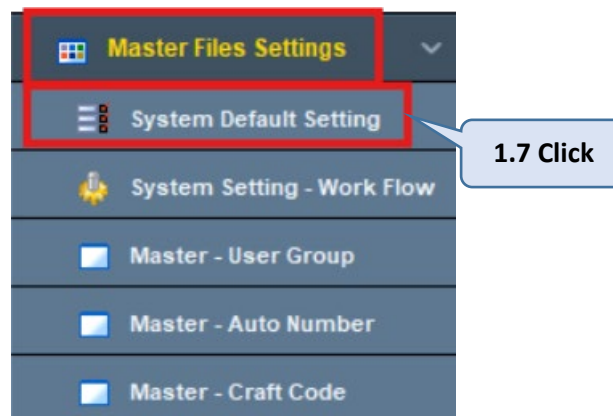 Master Files Settings
System Default Setting
1.7 Click
System Setting - Work Flow
Master - User Group
Master - Auto Number
Master - Craft Code